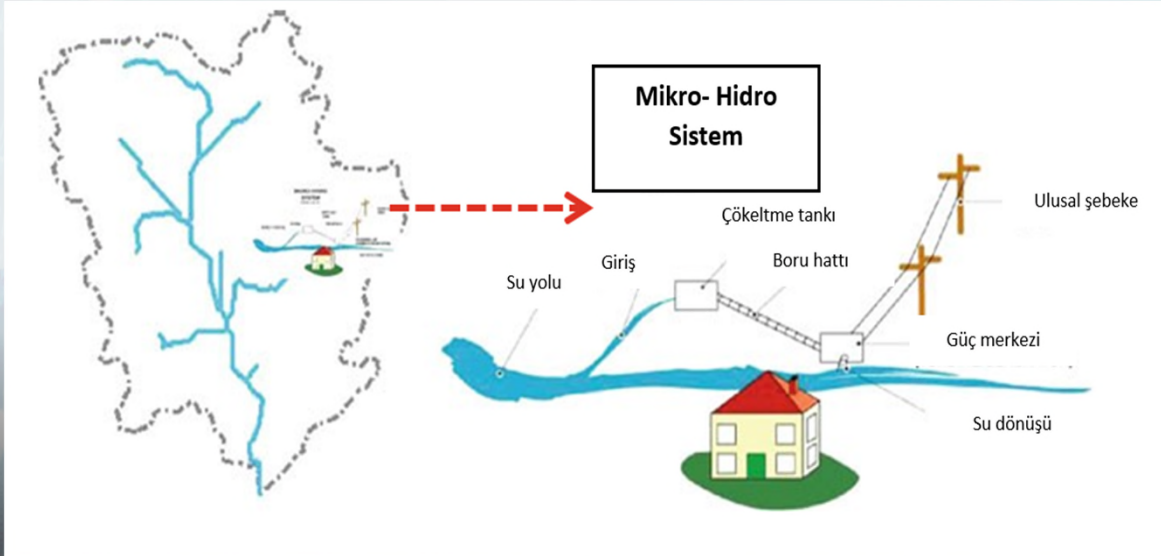 Mikro- Hidro
Sistem
Çökeltme tankı
Ulusal şebeke
Giriş
Boru hattı
Su yolu
Güç merkezi
Su dönüşü